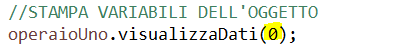 //STAMPA VARIABILI DELL'OGGETTO
operaioUno.visualizzaDati(0);